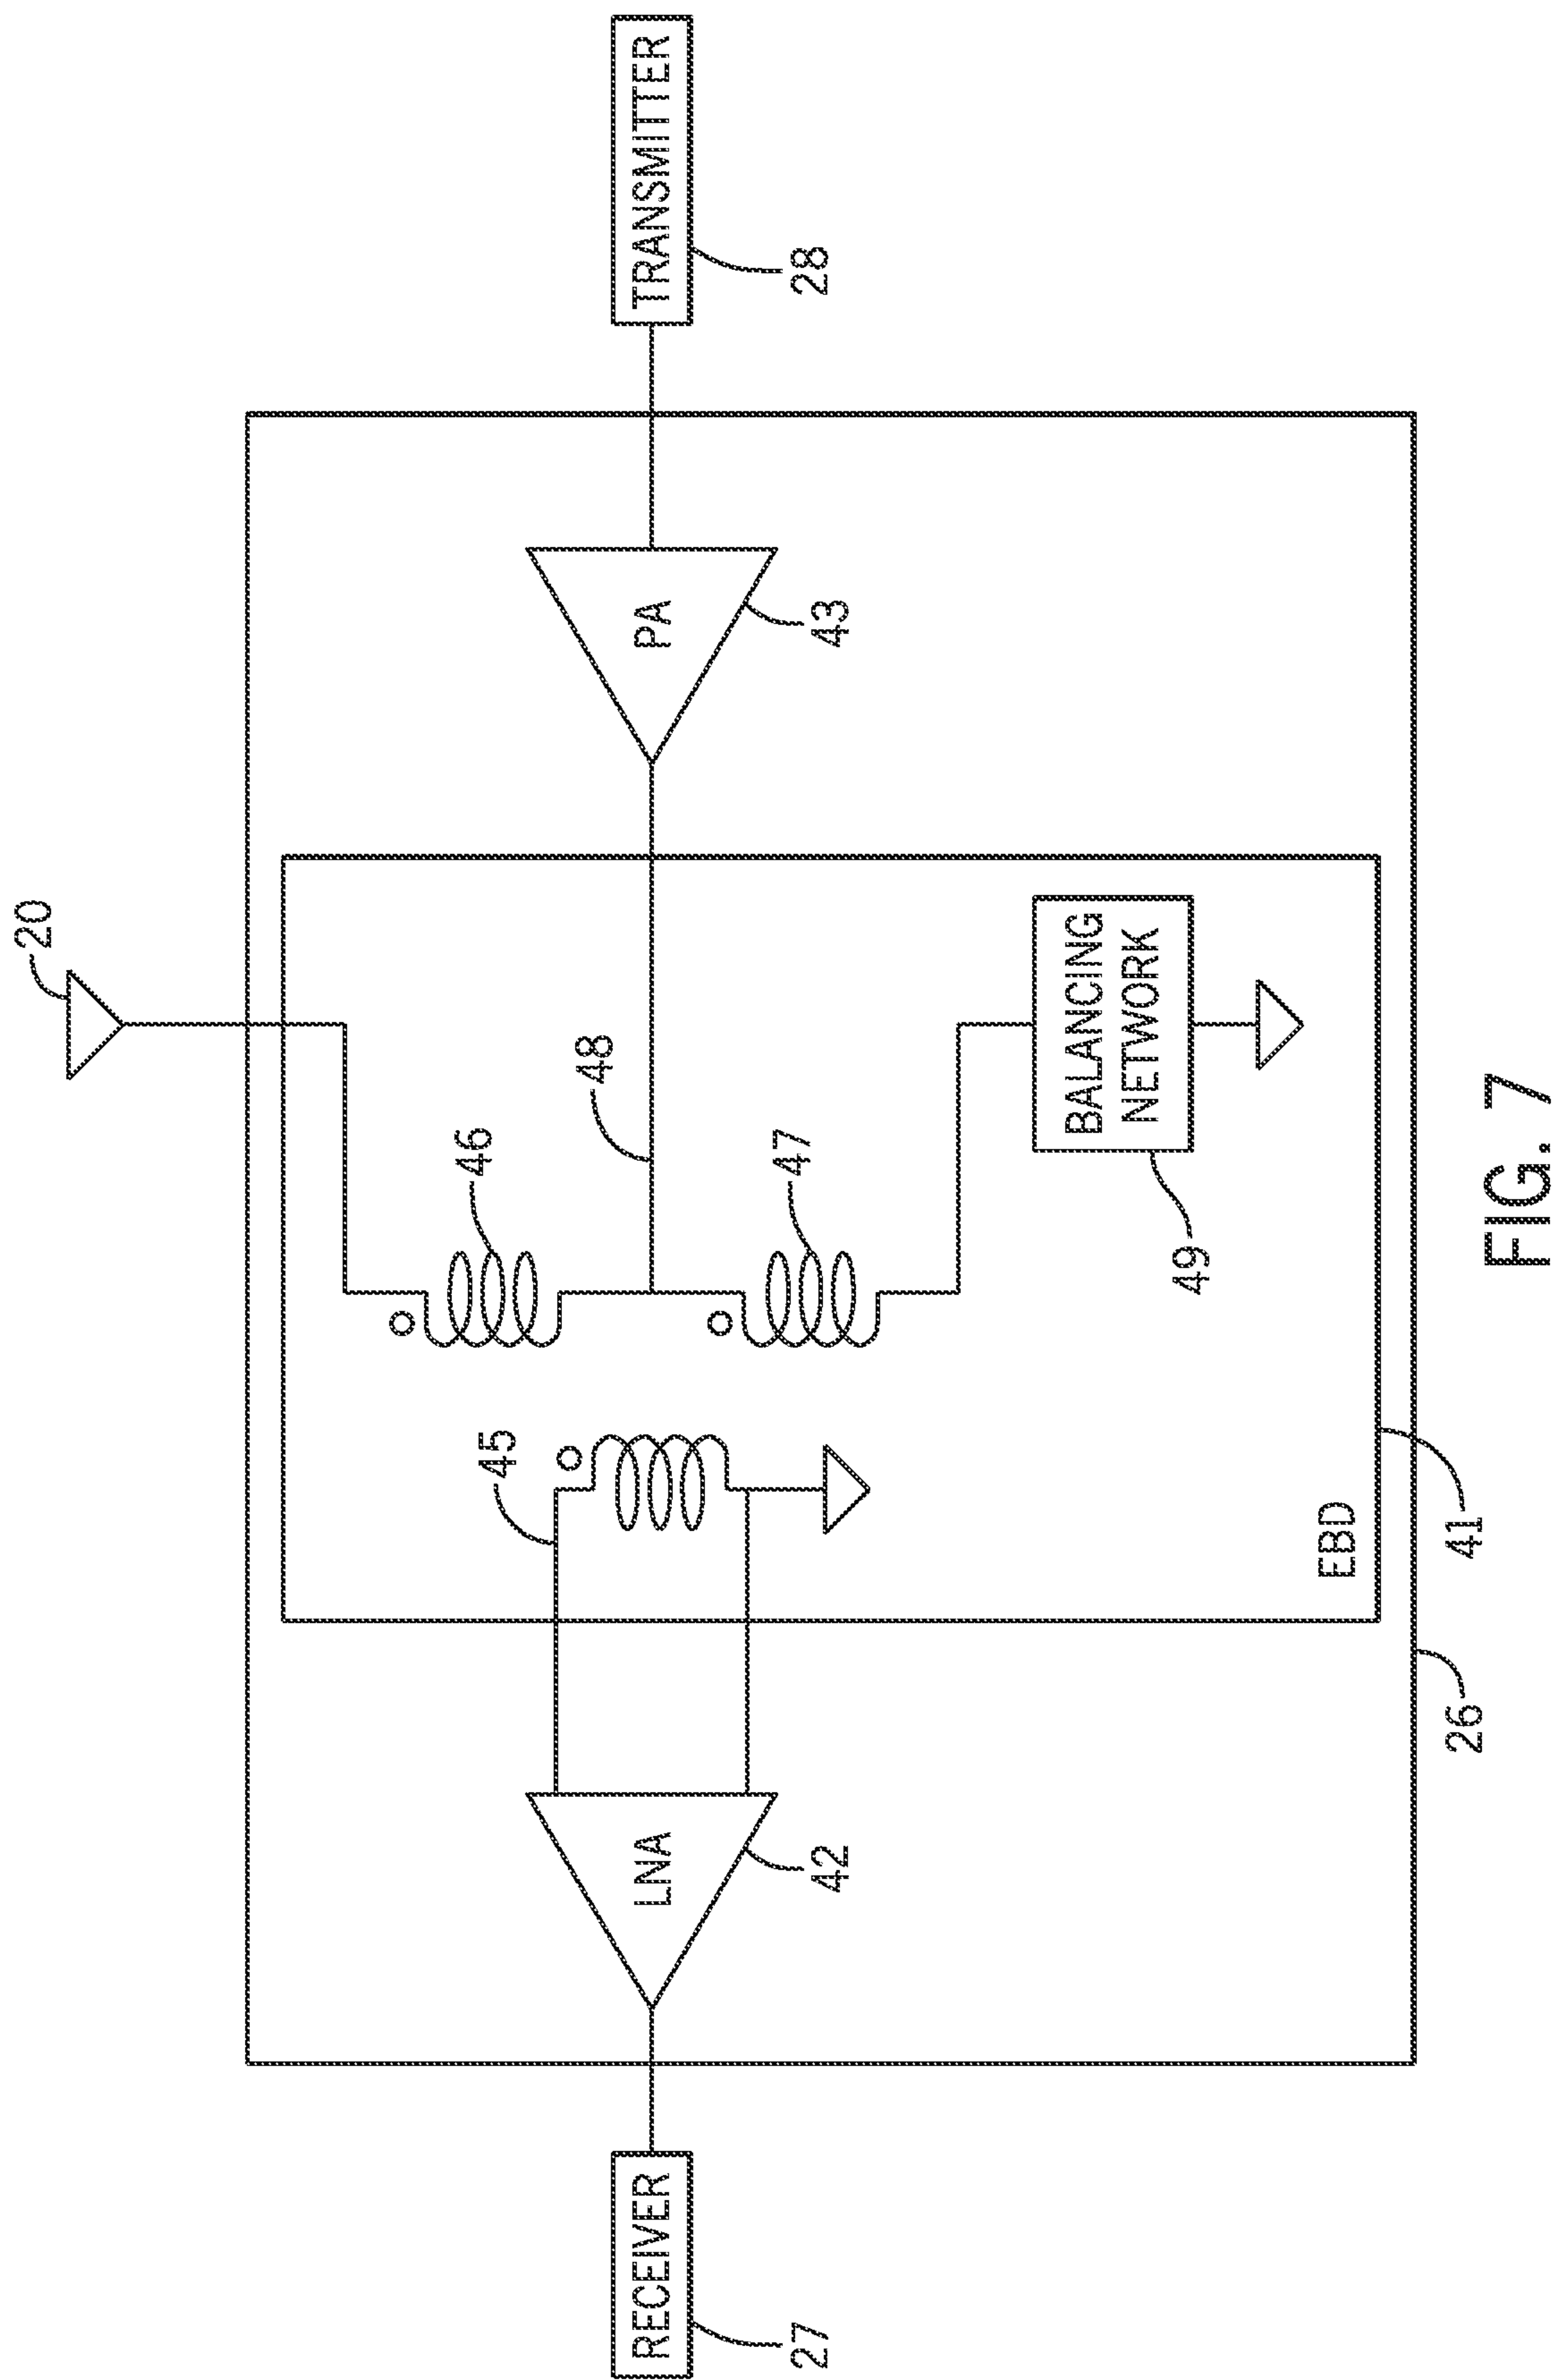 20
TRANSMITTER
28
PA
43
48
46
47
BALANCING
NETWORK
49
45
EBD
41
26
LNA
42
RECEIVER
27
FIG. 7